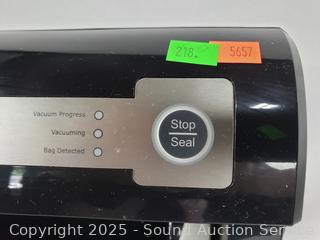 218. 5657
Vacuum Progress
Vacuuming
Bag Detected
Stop
Seal
Copyright 2025 - Sound Auction Service